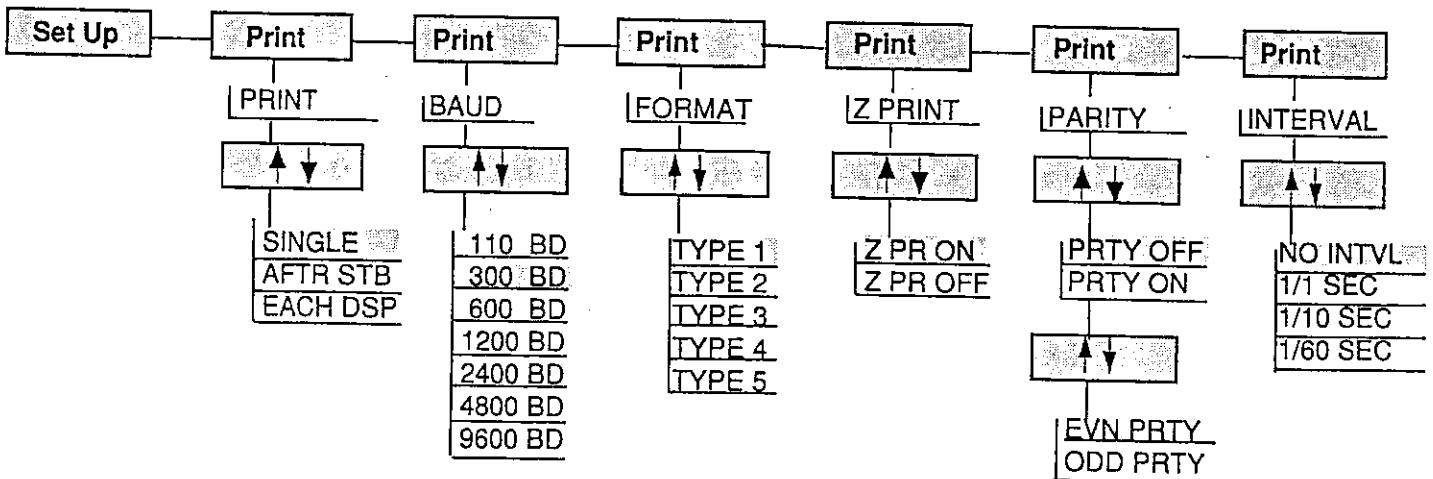 Set Up
Print
Print
Print
Print
Print
Print
PRINT
BAUD
FORMAT
Z PRINT
PARITY
INTERVAL
SINGLE
AFTR STB
EACH DSP
110 BD
300 BD
600 BD
1200 BD
2400 BD
4800 BD
9600 BD
TYPE 1
TYPE 2
TYPE 3
TYPE 4
TYPE 5
Z PR ON
Z PR OFF
PRTY OFF
PRTY ON
EVN PRTY
ODD PRTY
NO INTVL
1/1 SEC
1/10 SEC
1/60 SEC